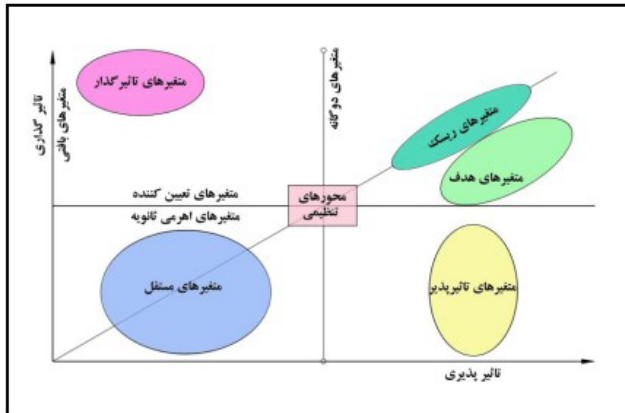 متغیرهای تاثیرگذار
متغیرهای دوگانه
متغیرهای ریسک
متغیرهای هدف
تاثیر گذاری
متغیرهای بافتی
متغیرهای تعیین کننده
متغیرهای اهرمی ثانویه
محورهای
تنظیمی
متغیرهای مستقل
متغیرهای تاثیرپذیر
تاثیر پذیری